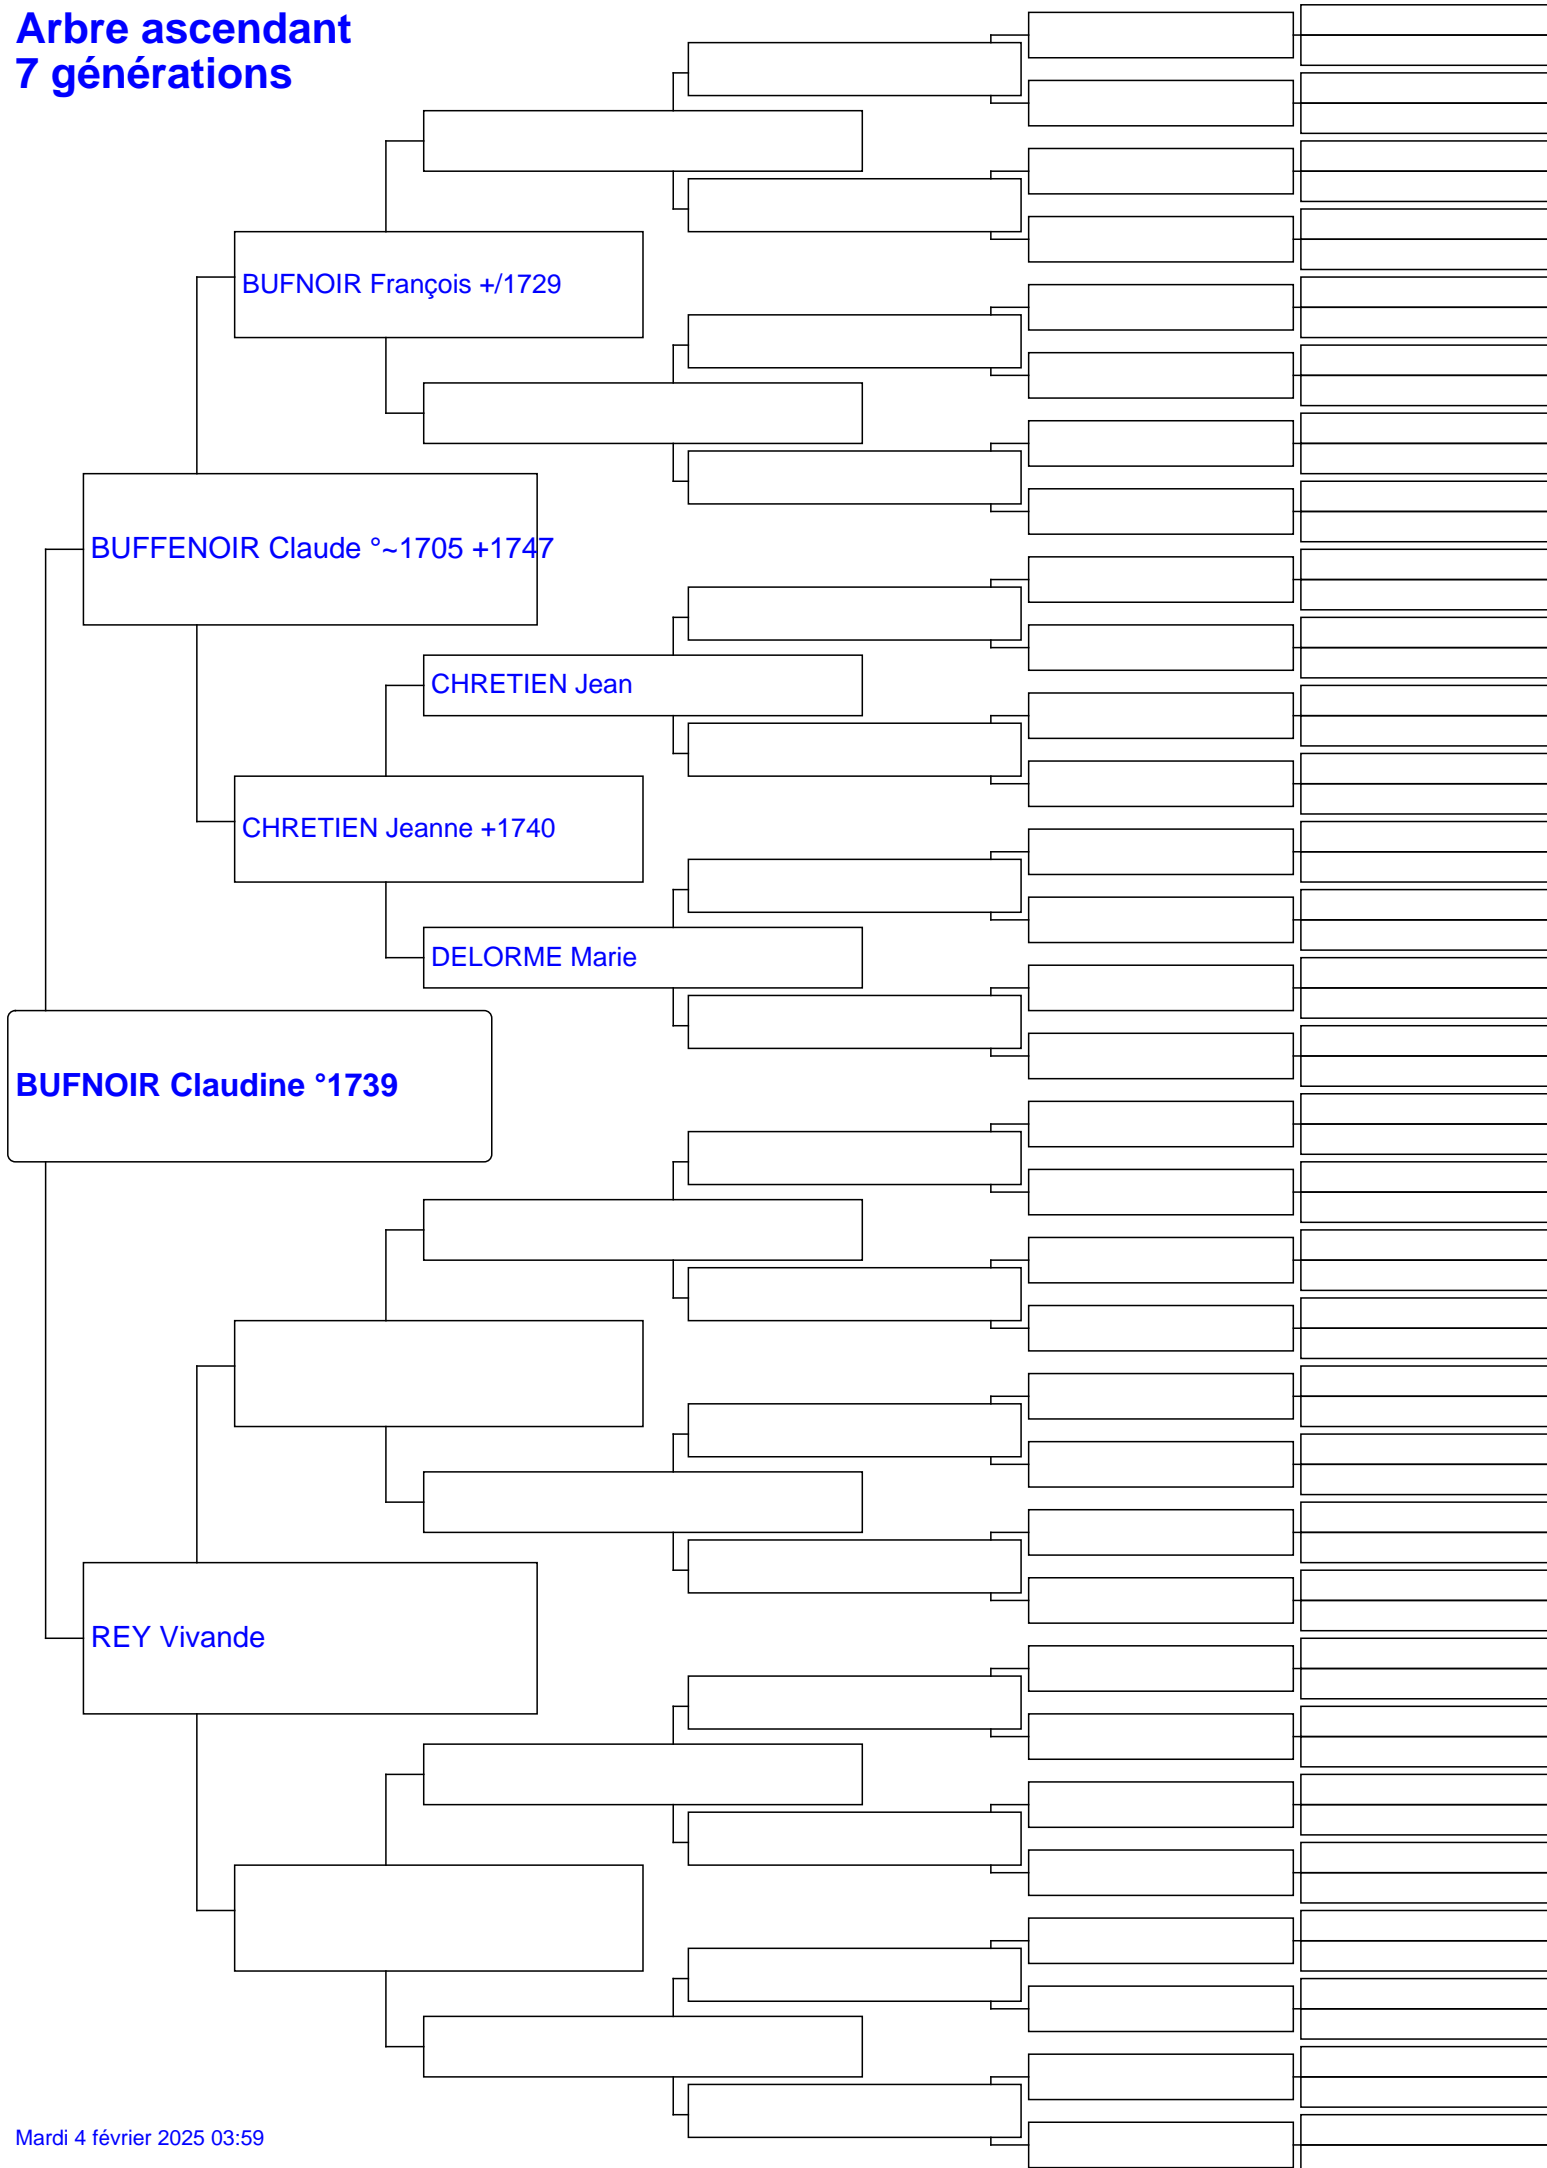 Arbre ascendant
7 générations
BUFNOIR François +/1729
BUFFENOIR Claude °~1705 +1747
CHRETIEN Jean
CHRETIEN Jeanne +1740
DELORME Marie
BUFNOIR Claudine °1739
REY Vivande
Mardi 4 février 2025 03:59